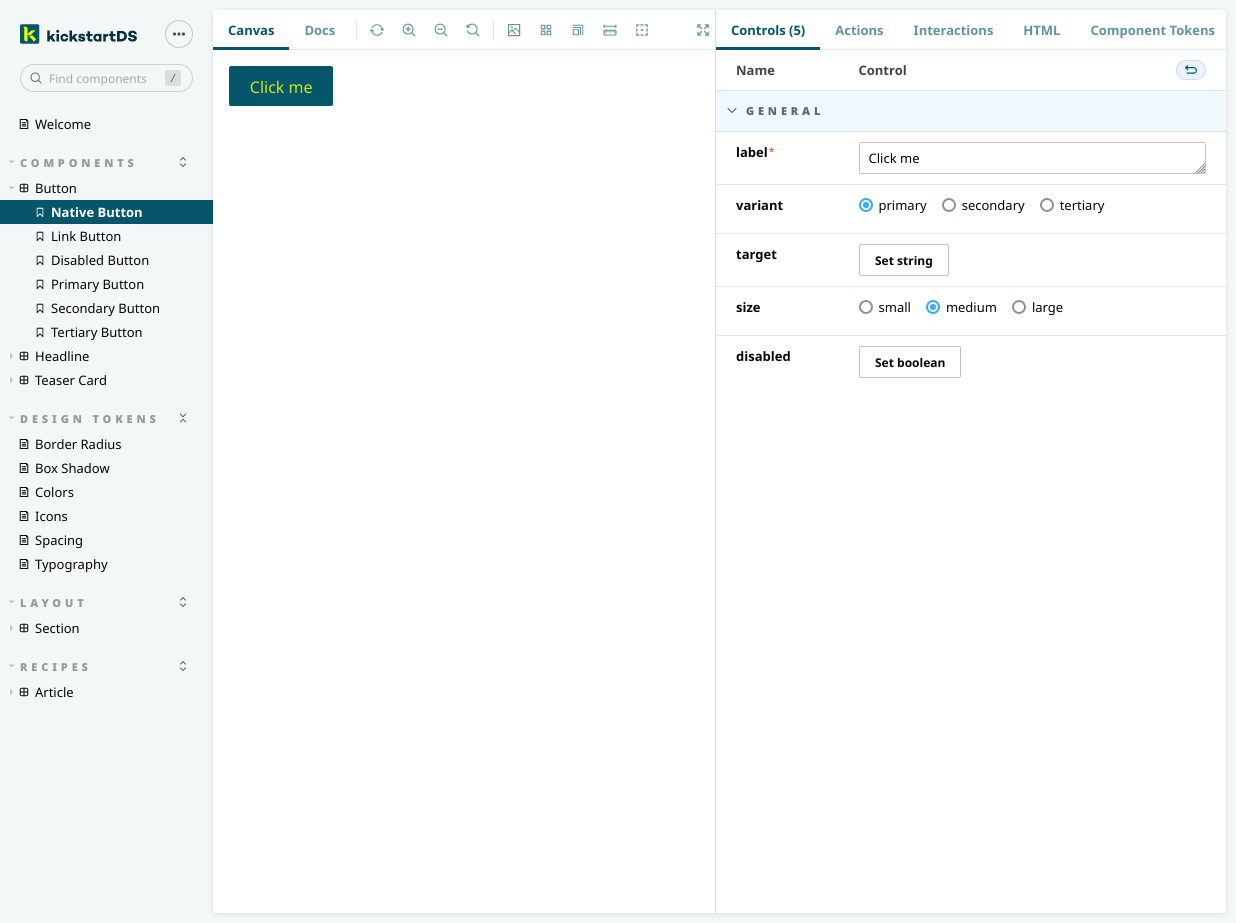 kickstartDS
Find components /
Welcome
COMPONENTS
Button
Native Button
Link Button
Disabled Button
Primary Button
Secondary Button
Tertiary Button
Headline
Teaser Card
DESIGN TOKENS
Border Radius
Box Shadow
Colors
Icons
Spacing
Typography
LAYOUT
Section
RECIPES
Article
Canvas Docs
Click me
Controls (5) Actions Interactions HTML Component Tokens
Name Control
GENERAL
label* Click me
variant primary secondary tertiary
target Set string
size small medium large
disabled Set boolean